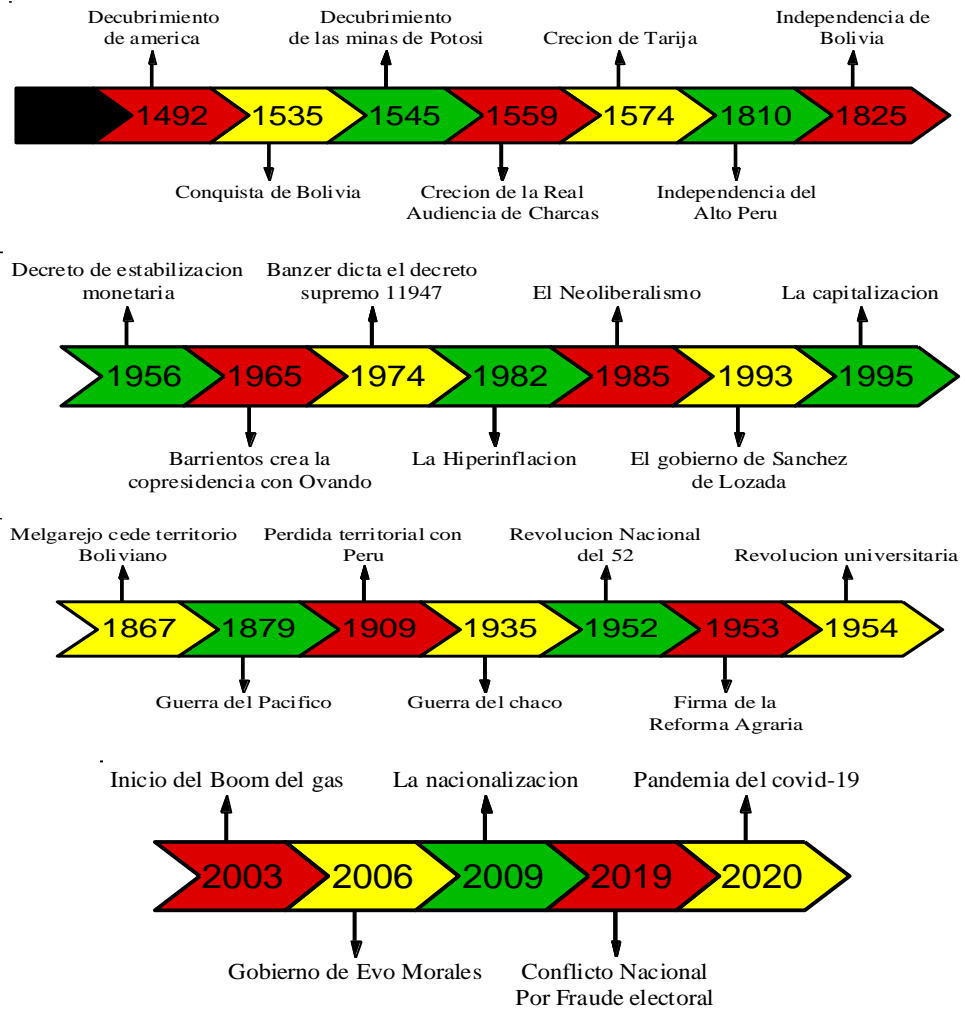 Decubrimiento
de america
Decubrimiento
de las minas de Potosi
Crecion de Tarija
Independencia de
Bolivia
1492
1535
1545
1559
1574
1810
1825
Conquista de Bolivia
Crecion de la Real
Audiencia de Charcas
Independencia del
Alto Peru
Decreto de estabilizacion
monetaria
Banzer dicta el decreto
supremo 11947
El Neoliberalismo
La capitalizacion
1956
1965
1974
1982
1985
1993
1995
Barrientos crea la
copresidencia con Ovando
La Hiperinflacion
El gobierno de Sanchez
de Lozada
Melgarejo cede territorio
Boliviano
Perdida territorial con
Peru
Revolucion Nacional
del 52
Revolucion universitaria
1867
1879
1909
1935
1952
1953
1954
Guerra del Pacifico
Guerra del chaco
Firma de la
Reforma Agraria
Inicio del Boom del gas
La nacionalizacion
Pandemia del covid-19
2003
2006
2009
2019
2020
Gobierno de Evo Morales
Conflicto Nacional
Por Fraude electoral